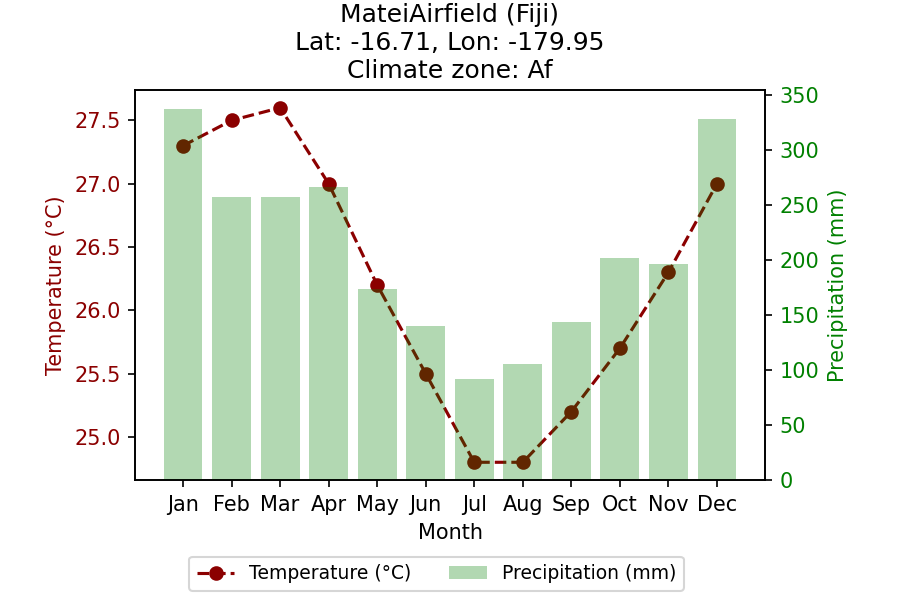 MateiAirfield (Fiji)
Lat: -16.71, Lon: -179.95
Climate zone: Af
Temperature (°C)
27.5
27.0
26.5
26.0
25.5
25.0
350
300
250
200
150
100
50
0
Precipitation (mm)
Jan Feb Mar Apr May Jun Jul Aug Sep Oct Nov Dec
Month
Temperature (°C) Precipitation (mm)